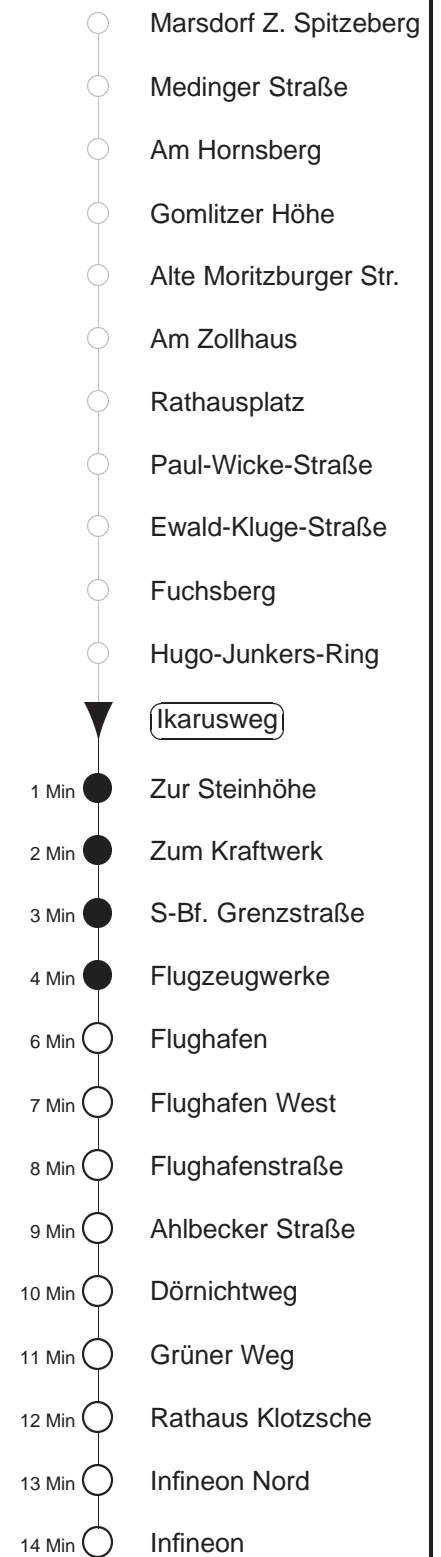 Marsdorf Z. Spitzeberg
Medinger Straße
Am Hornsberg
Gomlitzer Höhe
Alte Moritzburger Str.
Am Zollhaus
Rathausplatz
Paul-Wicke-Straße
Ewald-Kluge-Straße
Fuchsberg
Hugo-Junkers-Ring
Ikarusweg
1 Min Zur Steinhöhe
2 Min Zum Kraftwerk
3 Min S-Bf. Grenzstraße
4 Min Flugzeugwerke
6 Min Flughafen
7 Min Flughafen West
8 Min Flughafenstraße
9 Min Ahlbecker Straße
10 Min Dörnichtweg
11 Min Grüner Weg
12 Min Rathaus Klotzsche
13 Min Infineon Nord
14 Min Infineon